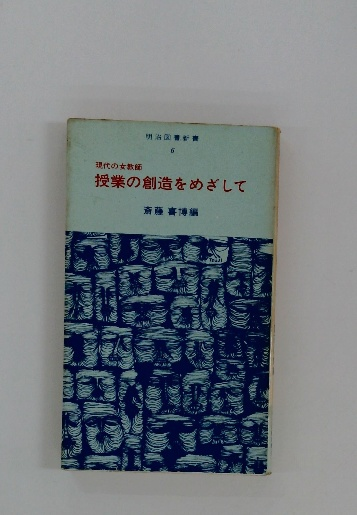 明治図書新書
6
現代の女教師
授業の創造をめざして
斎藤喜博編